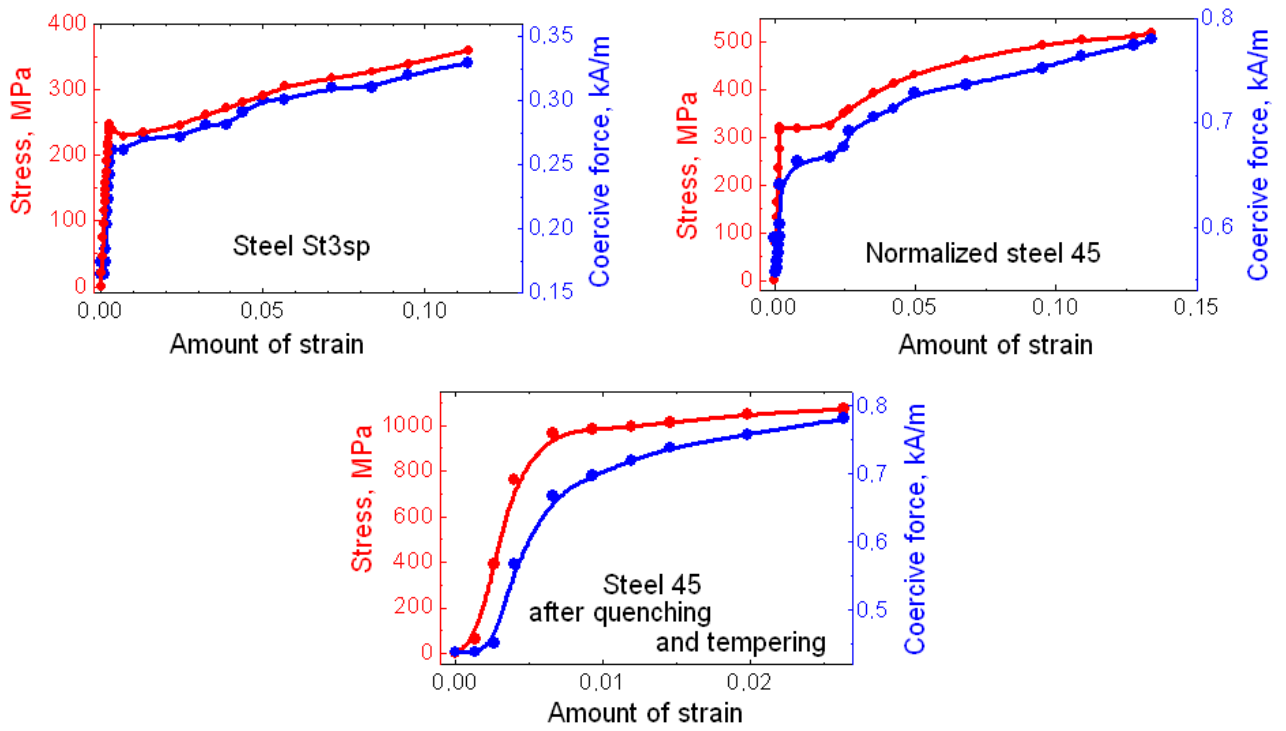 400
300
200
100
0
Stress, MPa
0,35
0,30
0,25
0,20
0,15
Coercive force, kA/m
Steel St3sp
0,00
0,05
0,10
Amount of strain
500
400
300
200
100
0
Stress, MPa
0,8
0,7
0,6
Coercive force, kA/m
Normalized steel 45
0,00
0,05
0,10
0,15
Amount of strain
1000
800
600
400
200
0
Stress, MPa
0,8
0,7
0,6
0,5
Coercive force, kA/m
Steel 45
after quenching
and tempering
0,00
0,01
0,02
Amount of strain